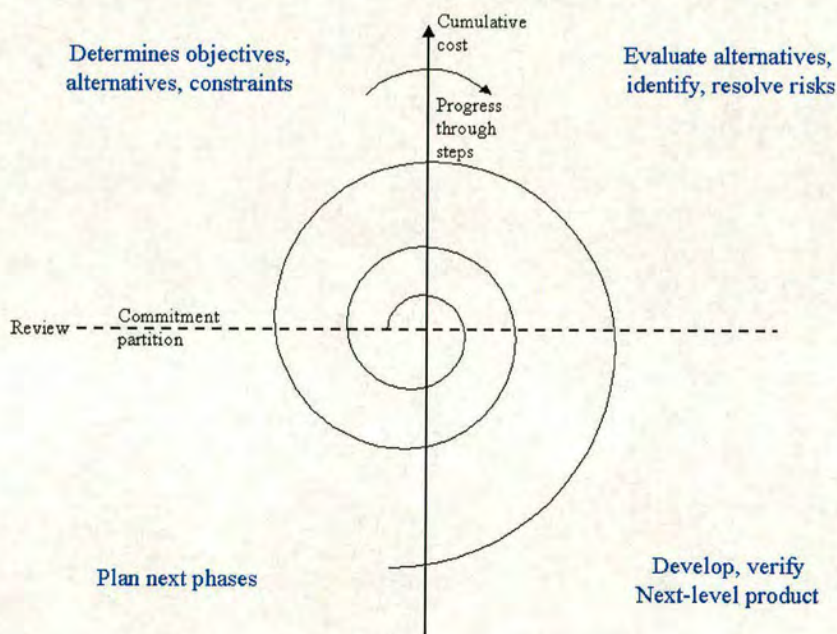 Cumulative
cost
Determines objectives,
alternatives, constraints
Evaluate alternatives,
identify, resolve risks
Progress
through
steps
Review
Commitment
partition
Plan next phases
Develop, verify
Next-level product